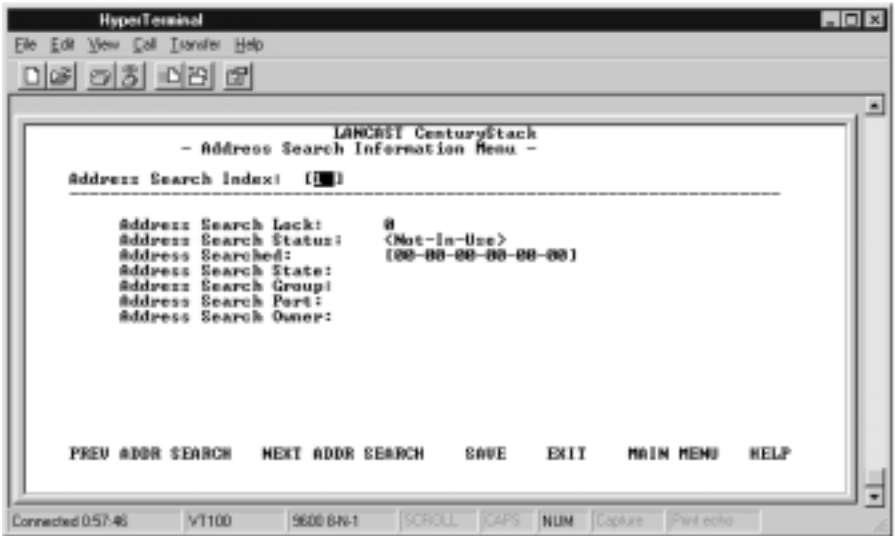 HyperTerminal
File Edit View Call Transfer Help
LANCAST CenturyStack
- Address Search Information Menu -
Address Search Index: [1 ]
Address Search Lock: 0
Address Search Status: <Not-In-Use>
Address Searched: [00-00-00-00-00-00]
Address Search State:
Address Search Group:
Address Search Port:
Address Search Owner:
PREV ADDR SEARCH NEXT ADDR SEARCH SAVE EXIT MAIN MENU HELP
Connected 0:57:46 VT100 9600 8-N-1 SCROLL CAPS NUM Capture Print echo